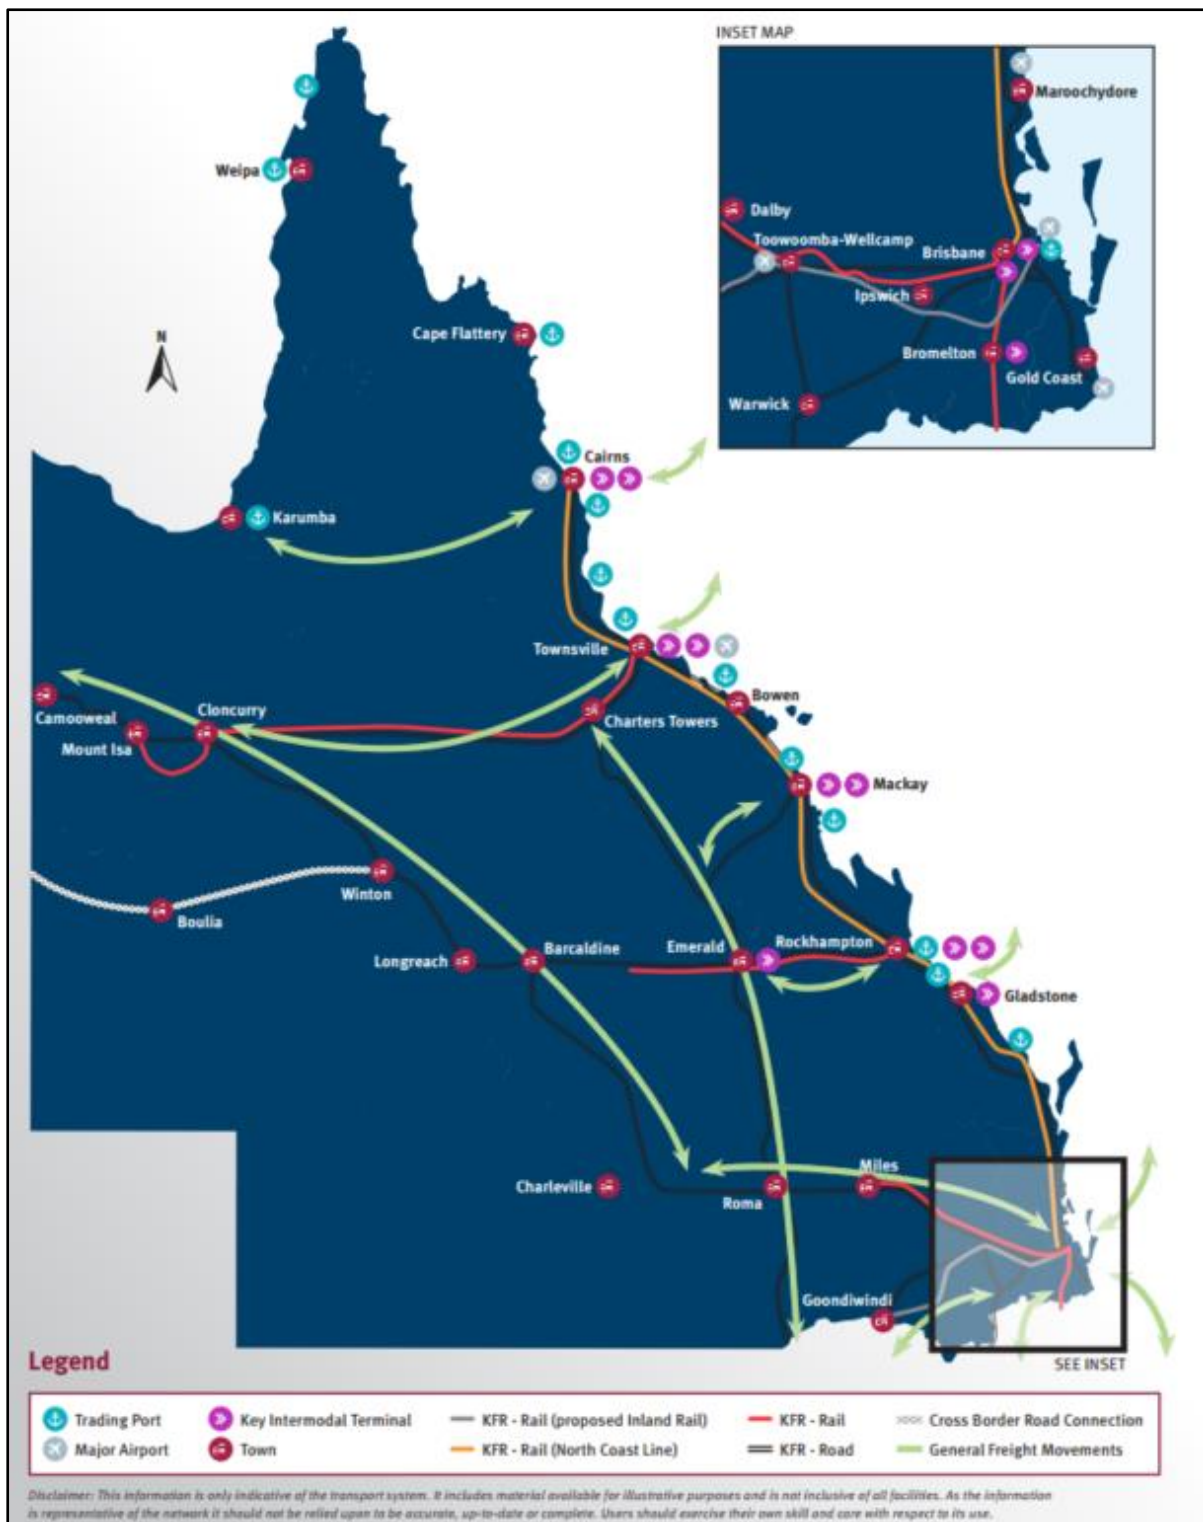 INSET MAP
Maroochydore
Dalby
Toowoomba-Wellcamp
Brisbane
Ipswich
Bromelton
Gold Coast
Warwick
Weipa
Cape Flattery
N
Cairns
Karumba
Townsville
Bowen
Camooweal
Cloncurry
Charters Towers
Mount Isa
Mackay
Winton
Boulia
Longreach
Barcaldine
Emerald
Rockhampton
Gladstone
Charleville
Roma
Miles
Goondiwindi
SEE INSET
Legend
Trading Port
Key Intermodal Terminal
KFR - Rail (proposed Inland Rail)
KFR - Rail
Cross Border Road Connection
Major Airport
Town
KFR - Rail (North Coast Line)
KFR - Road
General Freight Movements
Disclaimer: This information is only indicative of the transport system. It includes material available for illustrative purposes and is not inclusive of all facilities. As the information
is representative of the network it should not be relied upon to be accurate, up-to-date or complete. Users should exercise their own skill and care with respect to its use.